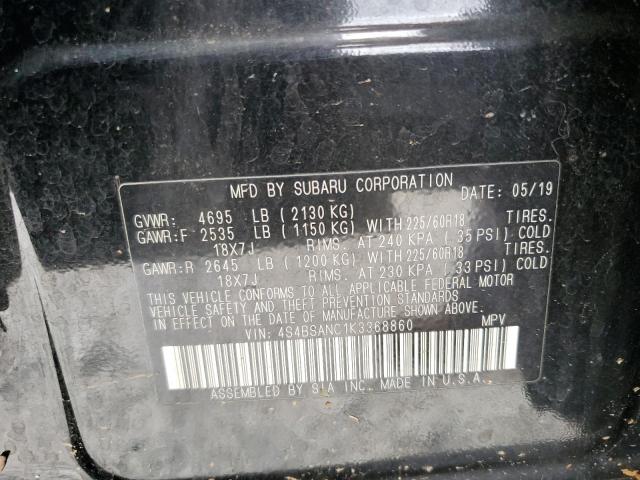 MFD BY SUBARU CORPORATION DATE: 05/19
GVWR: 4695 LB (2130 KG)
GAWR:F 2535 LB (1150 KG) WITH 225/60R18 TIRES.
18X7J RIMS. AT 240 KPA (.35 PSI) COLD
GAWR:R 2645 LB (1200 KG) WITH 225/60R18 TIRES.
18X7J RIMS. AT 230 KPA (.33 PSI) COLD
THIS VEHICLE CONFORMS TO ALL APPLICABLE FEDERAL MOTOR
VEHICLE SAFETY AND THEFT PREVENTION STANDARDS
IN EFFECT ON THE DATE OF MANUFACTURE SHOWN ABOVE.
VIN: 4S4BSANC1K3368860 MPV
ASSEMBLED BY SIA INC. MADE IN U.S.A.